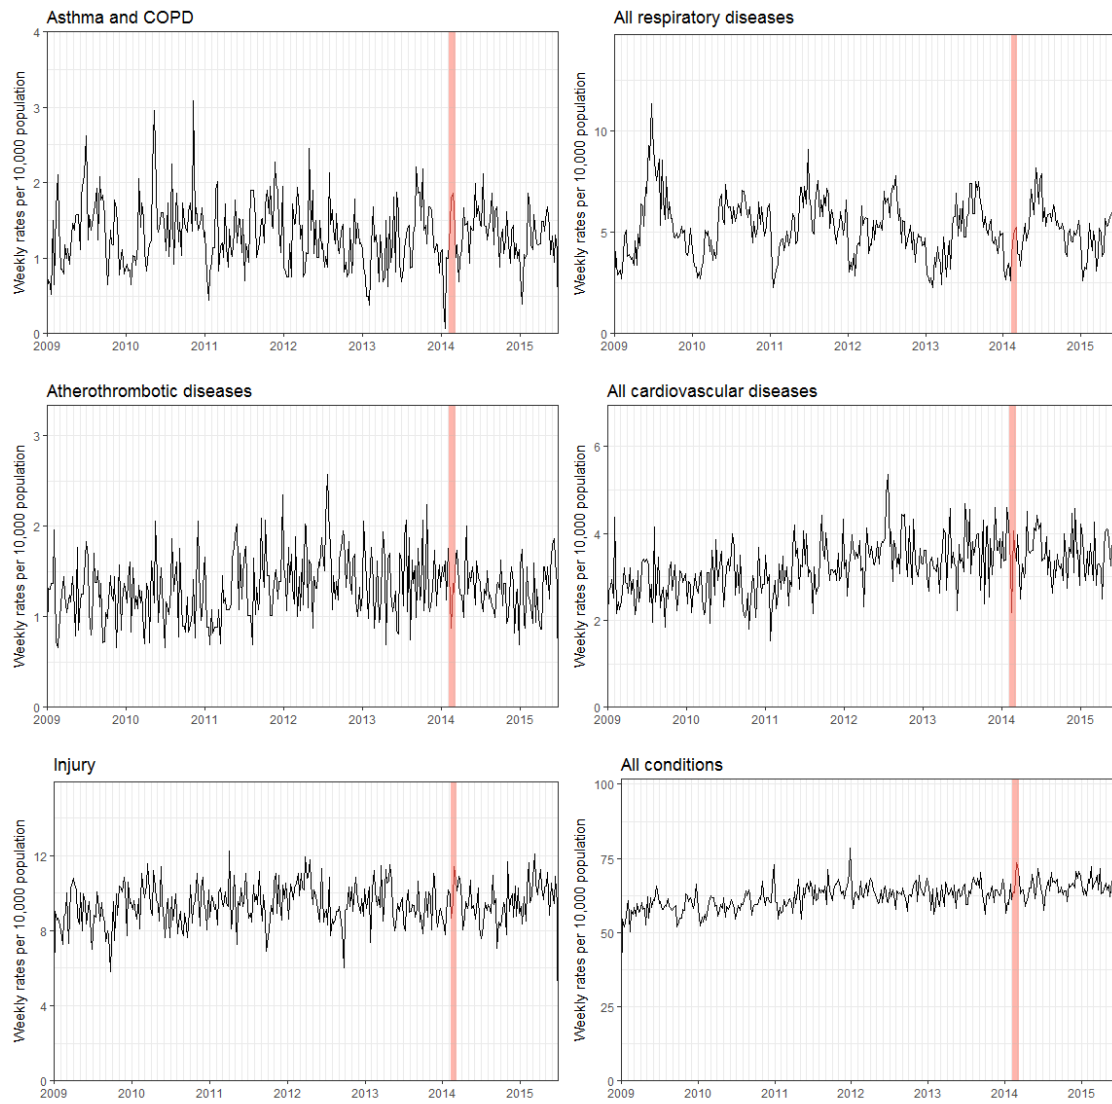 Asthma and COPD
Weekly rates per 10,000 population
4
3
2
1
0
2009 2010 2011 2012 2013 2014 2015
All respiratory diseases
Weekly rates per 10,000 population
10
5
0
2009 2010 2011 2012 2013 2014 2015
Atherothrombotic diseases
Weekly rates per 10,000 population
3
2
1
0
2009 2010 2011 2012 2013 2014 2015
All cardiovascular diseases
Weekly rates per 10,000 population
6
4
2
0
2009 2010 2011 2012 2013 2014 2015
Injury
Weekly rates per 10,000 population
12
8
4
0
2009 2010 2011 2012 2013 2014 2015
All conditions
Weekly rates per 10,000 population
100
75
50
25
0
2009 2010 2011 2012 2013 2014 2015